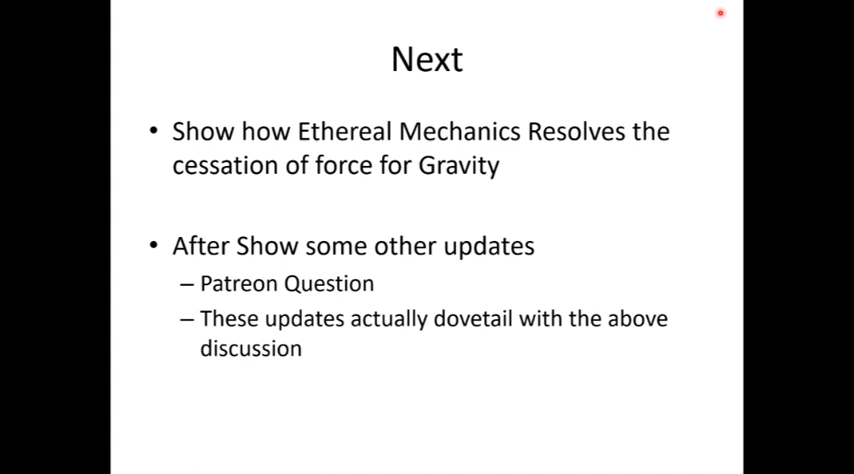 Next
• Show how Ethereal Mechanics Resolves the
cessation of force for Gravity
• After Show some other updates
– Patreon Question
– These updates actually dovetail with the above
discussion